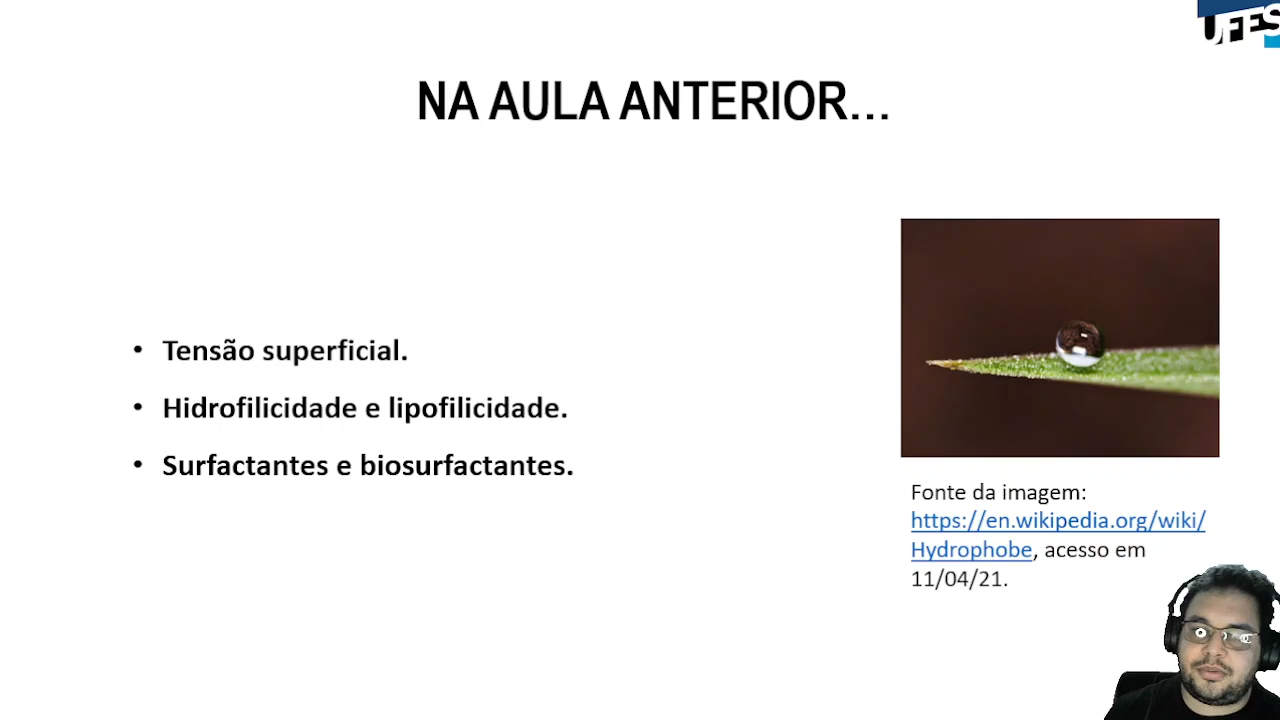 UFES
NA AULA ANTERIOR...
• Tensão superficial.
• Hidrofilicidade e lipofilicidade.
• Surfactantes e biosurfactantes.
Fonte da imagem:
https://en.wikipedia.org/wiki/
Hydrophobe, acesso em
11/04/21.